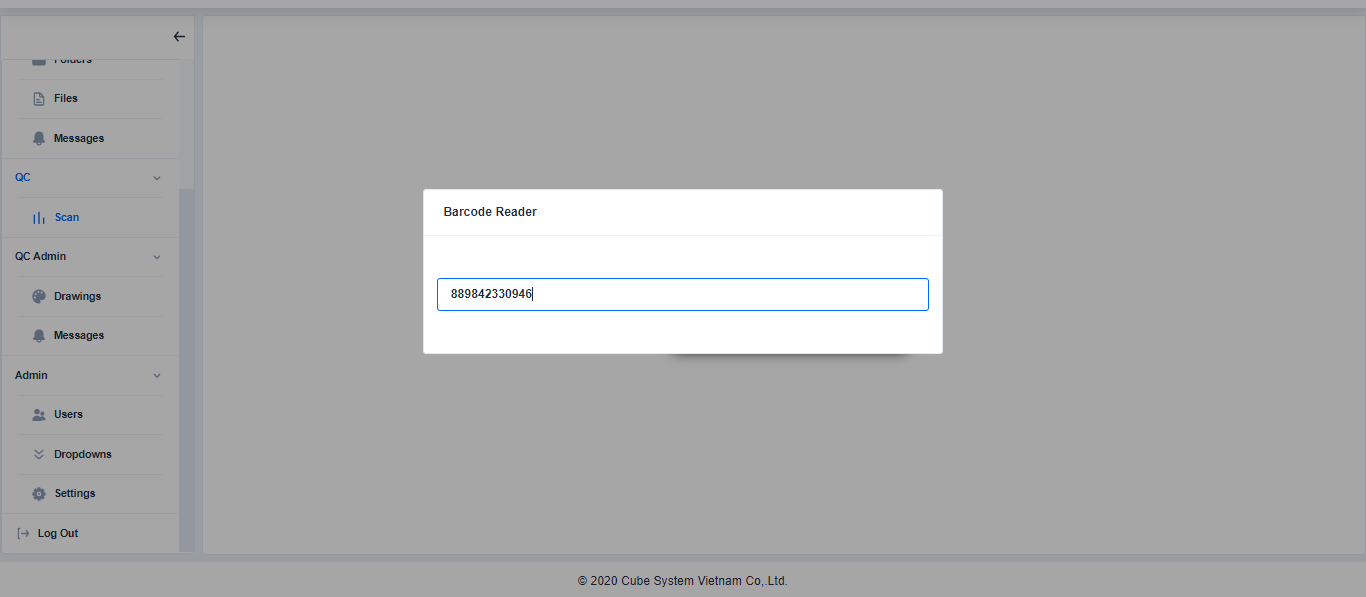 Folders
Files
Messages
QC
Scan
QC Admin
Drawings
Messages
Admin
Users
Dropdowns
Settings
Log Out
Barcode Reader
889842330946
© 2020 Cube System Vietnam Co,.Ltd.